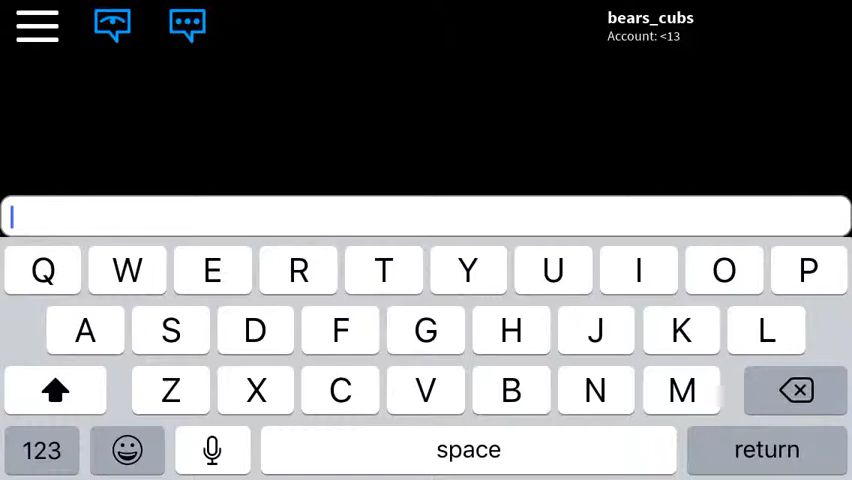 bears_cubs
Account: <13
Q W E R T Y U I O P
A S D F G H J K L
Z X C V B N M
123 space return